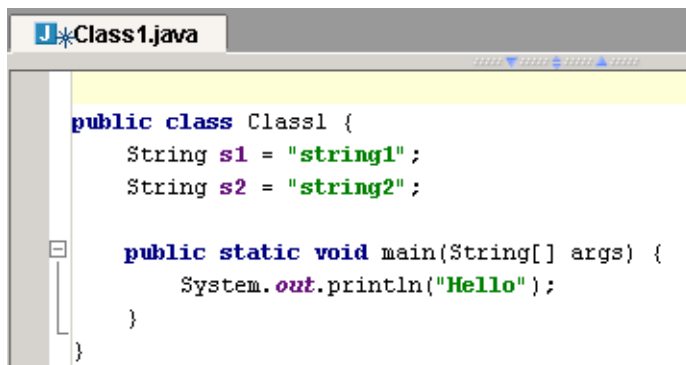 Class1.java
public class Class1 {
String s1 = "string1";
String s2 = "string2";
public static void main(String[] args) {
System.out.println("Hello");
}
}